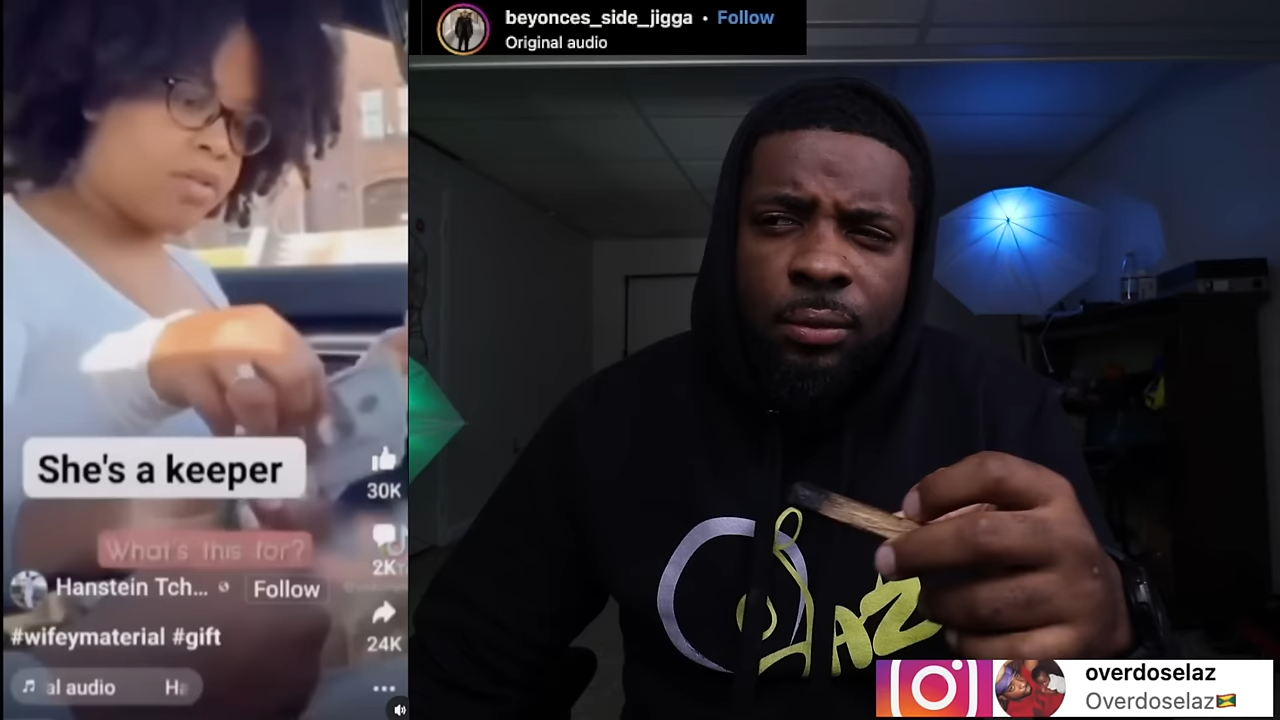 beyonces_side_jigga • Follow
Original audio
She's a keeper
30K
What's this for?
2K
Hanstein Tch... Follow
24K
#wifeymaterial #gift
al audio
overdoselaz
Overdoselaz🇬🇩